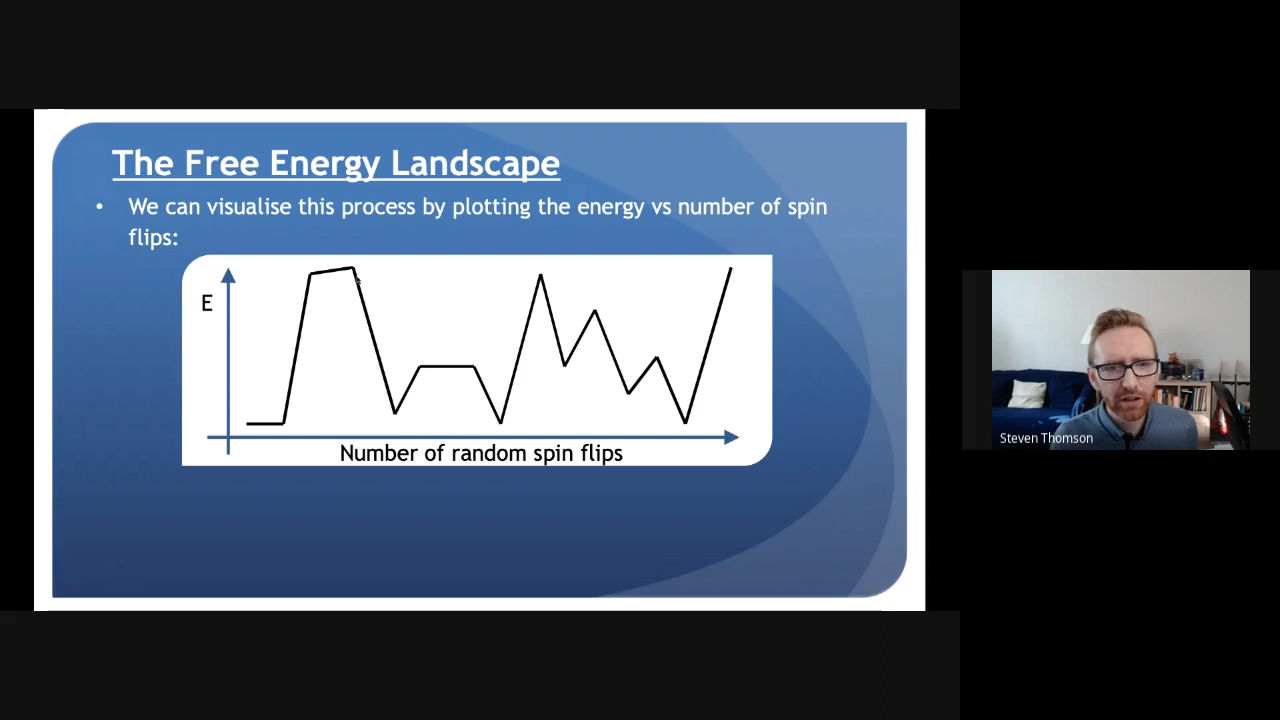 The Free Energy Landscape
• We can visualise this process by plotting the energy vs number of spin
flips:
E
Number of random spin flips
Steven Thomson